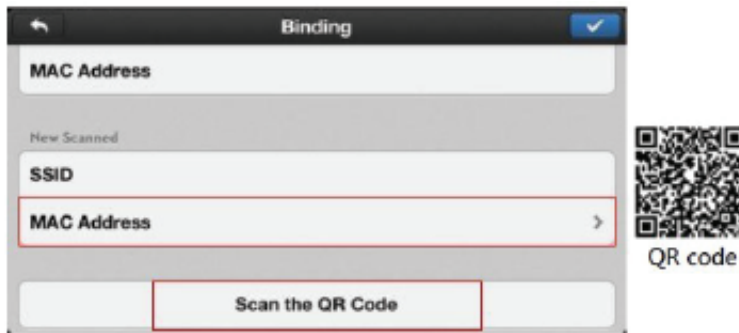 Binding
MAC Address
New Scanned
SSID
MAC Address
QR code
Scan the QR Code